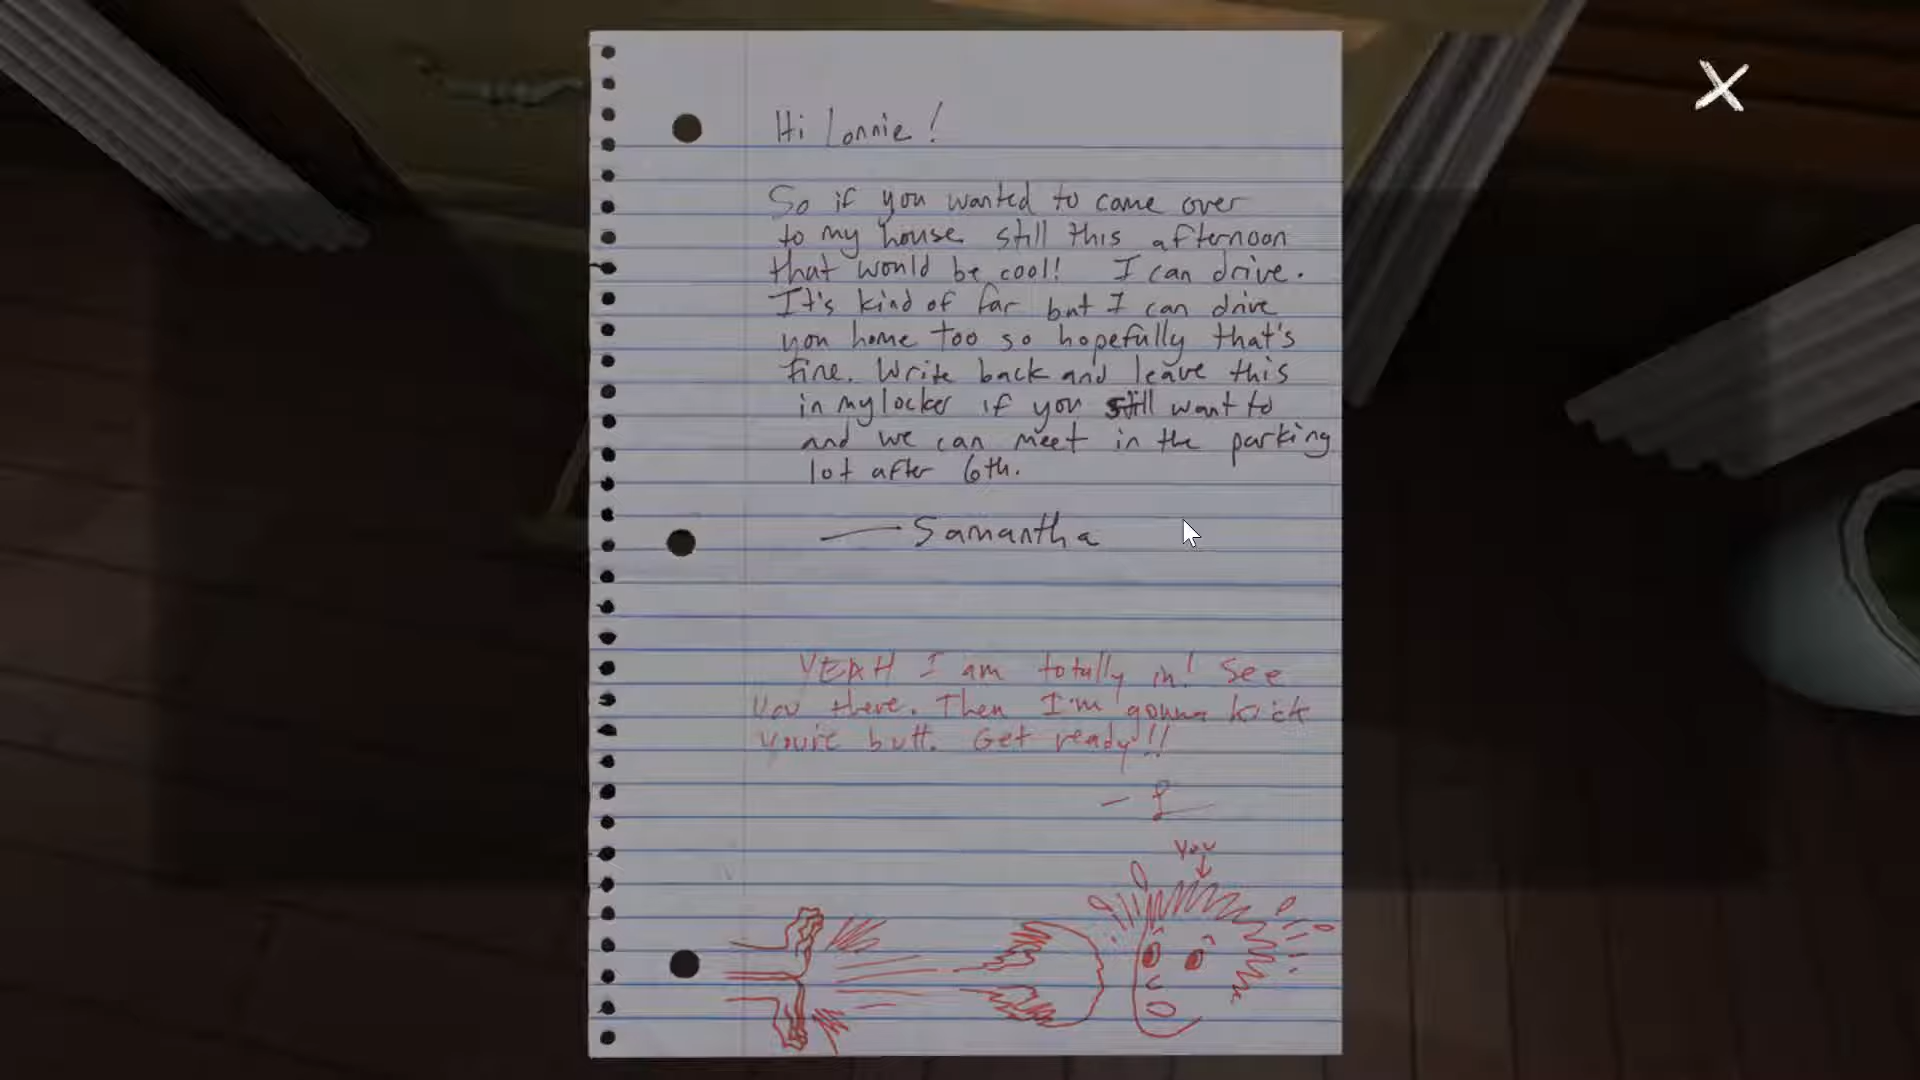 Hi Lonnie!
So if you wanted to come over
to my house still this afternoon
that would be cool! I can drive.
It's kind of far but I can drive
you home too so hopefully that's
fine. Write back and leave this
in my locker if you still want to
and we can meet in the parking
lot after 6th.
— Samantha
YEAH I am totally in! See
you there. Then I'm gonna kick
you're butt. Get ready!!
- L
you